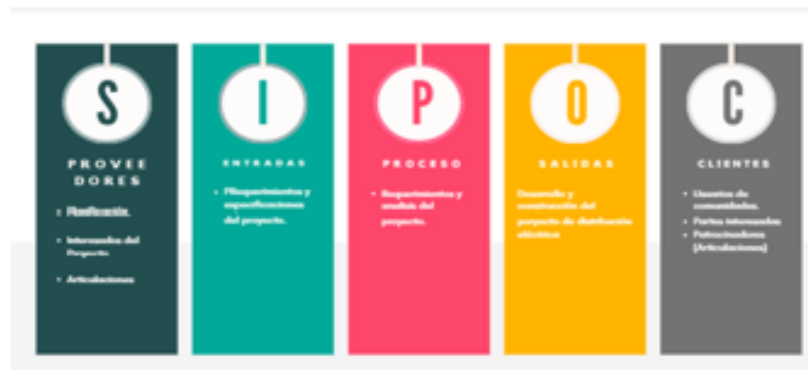 S
PROVEE
DORES
• Planificación.
• Interesados del
Proyecto
• Articulaciones
I
ENTRADAS
• Requerimientos y
especificaciones
del proyecto.
P
PROCESO
• Requerimientos y
analisis del
proyecto.
O
SALIDAS
Desarrollo y
construcción del
proyecto de distribución
eléctrica
C
CLIENTES
• Usuarios de
comunidades.
• Partes interesadas
• Patrocinadores
(Articulaciones)